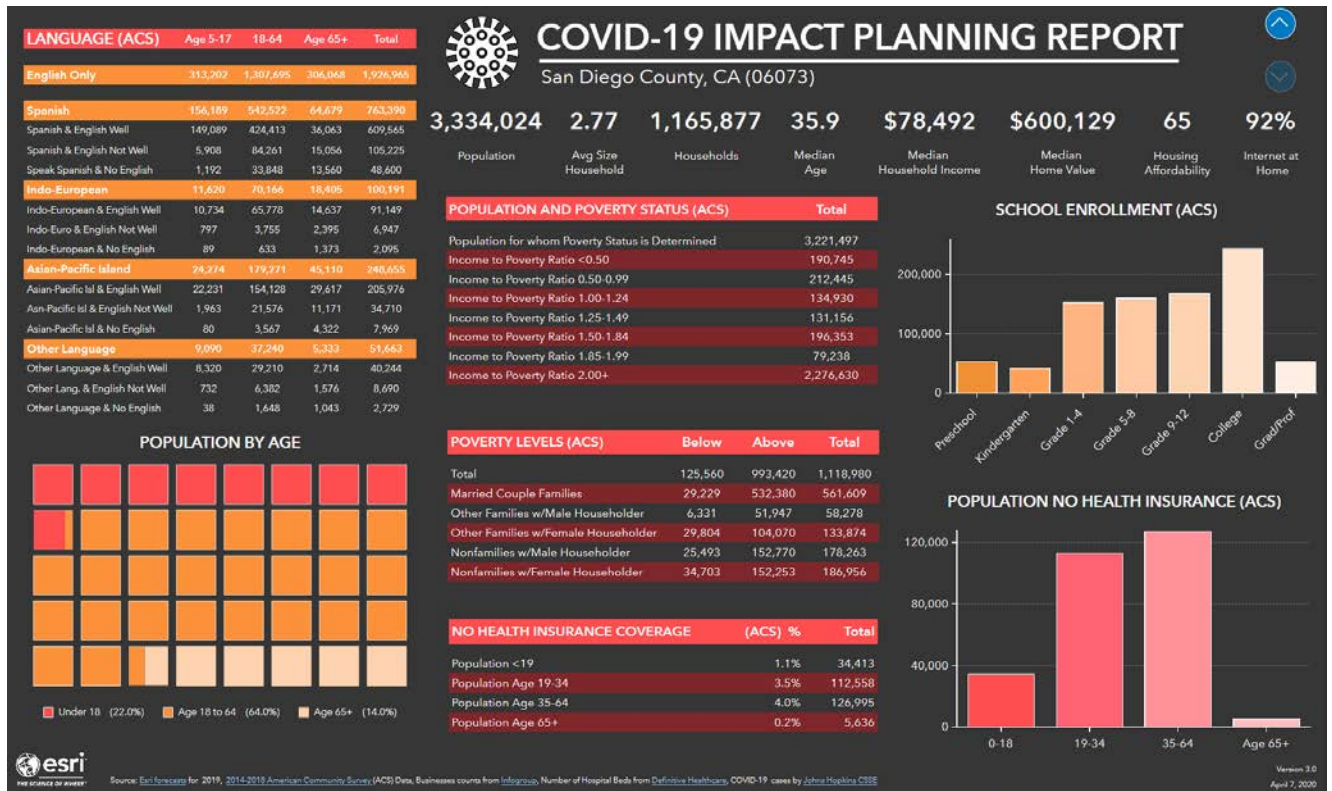 LANGUAGE (ACS) Age 5-17 18-64 Age 65+ Total
English Only 313,202 1,307,695 306,068 1,926,965
Spanish 156,189 542,522 64,679 763,390
Spanish & English Well 149,089 424,413 36,063 609,565
Spanish & English Not Well 5,908 84,261 15,056 105,225
Speak Spanish & No English 1,192 33,848 13,560 48,600
Indo-European 11,620 70,166 18,405 100,191
Indo-European & English Well 10,734 65,778 14,637 91,149
Indo-Euro & English Not Well 797 3,755 2,395 6,947
Indo-European & No English 89 633 1,373 2,095
Asian-Pacific Island 24,274 179,271 45,110 248,655
Asian-Pacific Isl & English Well 22,231 154,128 29,617 205,976
Asn-Pacific Isl & English Not Well 1,963 21,576 11,171 34,710
Asian-Pacific Isl & No English 80 3,567 4,322 7,969
Other Language 9,090 37,240 5,333 51,663
Other Language & English Well 8,320 29,210 2,714 40,244
Other Lang. & English Not Well 732 6,382 1,576 8,690
Other Language & No English 38 1,648 1,043 2,729
POPULATION BY AGE
Under 18 (22.0%) Age 18 to 64 (64.0%) Age 65+ (14.0%)
COVID-19 IMPACT PLANNING REPORT
San Diego County, CA (06073)
3,334,024 2.77 1,165,877 35.9 $78,492 $600,129 65 92%
Population Avg Size Household Households Median Age Median Household Income Median Home Value Housing Affordability Internet at Home
POPULATION AND POVERTY STATUS (ACS) Total
Population for whom Poverty Status is Determined 3,221,497
Income to Poverty Ratio <0.50 190,745
Income to Poverty Ratio 0.50-0.99 212,445
Income to Poverty Ratio 1.00-1.24 134,930
Income to Poverty Ratio 1.25-1.49 131,156
Income to Poverty Ratio 1.50-1.84 196,353
Income to Poverty Ratio 1.85-1.99 79,238
Income to Poverty Ratio 2.00+ 2,276,630
POVERTY LEVELS (ACS) Below Above Total
Total 125,560 993,420 1,118,980
Married Couple Families 29,229 532,380 561,609
Other Families w/Male Householder 6,331 51,947 58,278
Other Families w/Female Householder 29,804 104,070 133,874
Nonfamilies w/Male Householder 25,493 152,770 178,263
Nonfamilies w/Female Householder 34,703 152,253 186,956
NO HEALTH INSURANCE COVERAGE (ACS) % Total
Population <19 1.1% 34,413
Population Age 19-34 3.5% 112,558
Population Age 35-64 4.0% 126,995
Population Age 65+ 0.2% 5,636
SCHOOL ENROLLMENT (ACS)
200,000
100,000
0
Preschool Kindergarten Grade 1-4 Grade 5-8 Grade 9-12 College Grad/Prof
POPULATION NO HEALTH INSURANCE (ACS)
120,000
80,000
40,000
0
0-18 19-34 35-64 Age 65+
esri
THE SCIENCE OF WHERE
Source: Esri forecasts for 2019, 2014-2018 American Community Survey (ACS) Data, Businesses counts from Infogroup, Number of Hospital Beds from Definitive Healthcare, COVID-19 cases by Johns Hopkins CSSE
Version 3.0
April 7, 2020